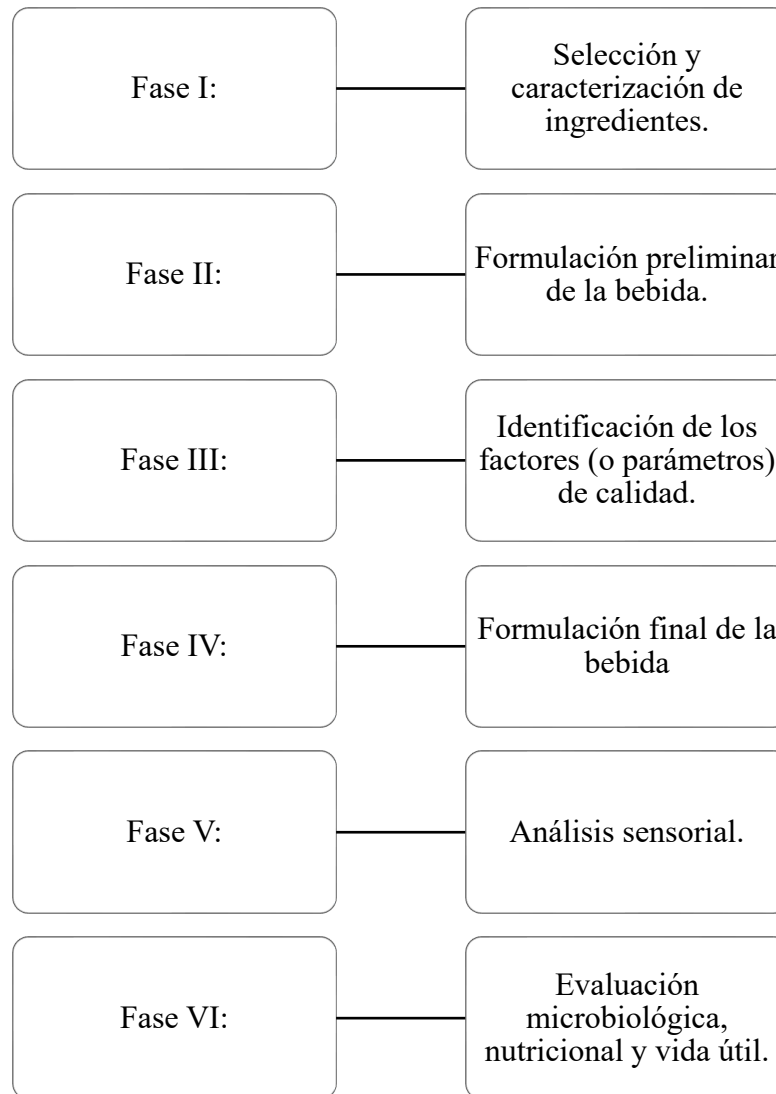 Fase I:
Selección y
caracterización de
ingredientes.
Fase II:
Formulación preliminar
de la bebida.
Fase III:
Identificación de los
factores (o parámetros)
de calidad.
Fase IV:
Formulación final de la
bebida
Fase V:
Análisis sensorial.
Fase VI:
Evaluación
microbiológica,
nutricional y vida útil.